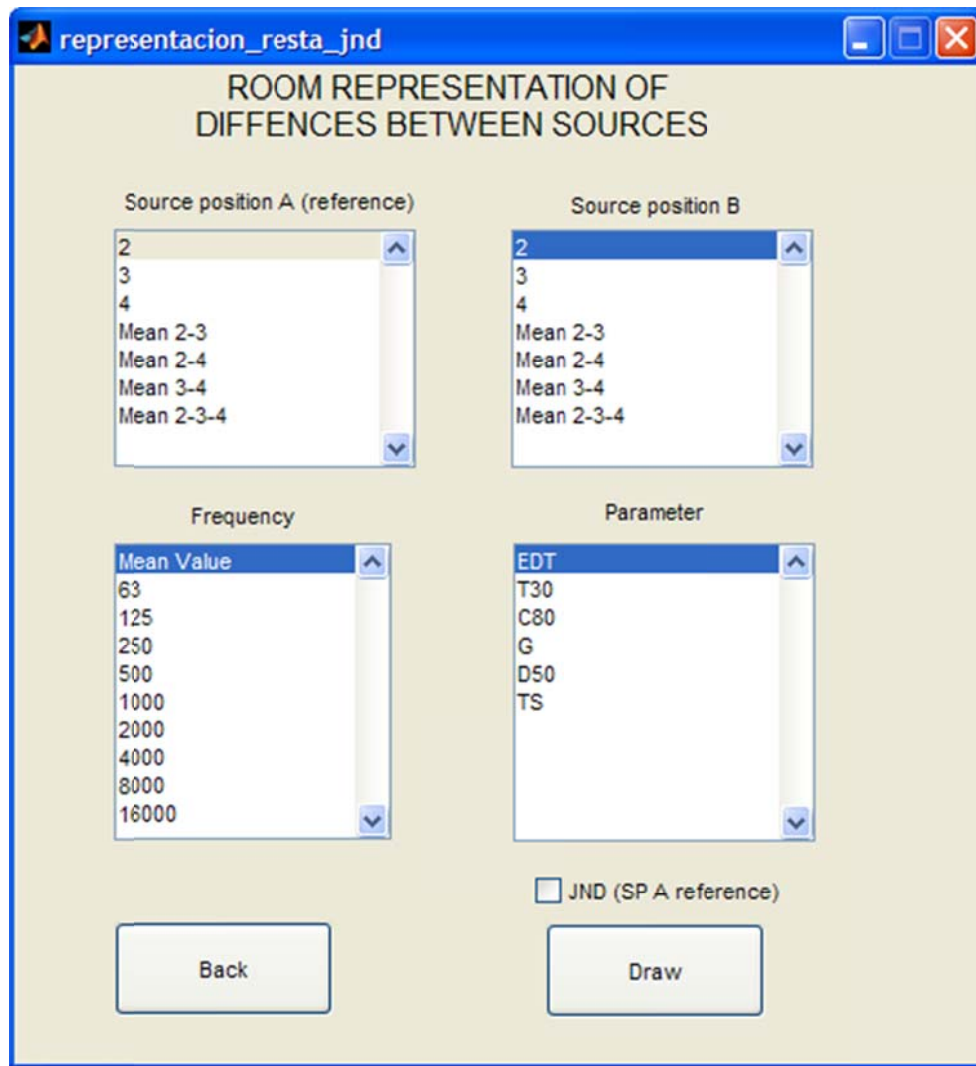 representacion_resta_jnd
ROOM REPRESENTATION OF
DIFFENCES BETWEEN SOURCES
Source position A (reference)
2
3
4
Mean 2-3
Mean 2-4
Mean 3-4
Mean 2-3-4
Source position B
2
3
4
Mean 2-3
Mean 2-4
Mean 3-4
Mean 2-3-4
Frequency
Mean Value
63
125
250
500
1000
2000
4000
8000
16000
Parameter
EDT
T30
C80
G
D50
TS
JND (SP A reference)
Back
Draw